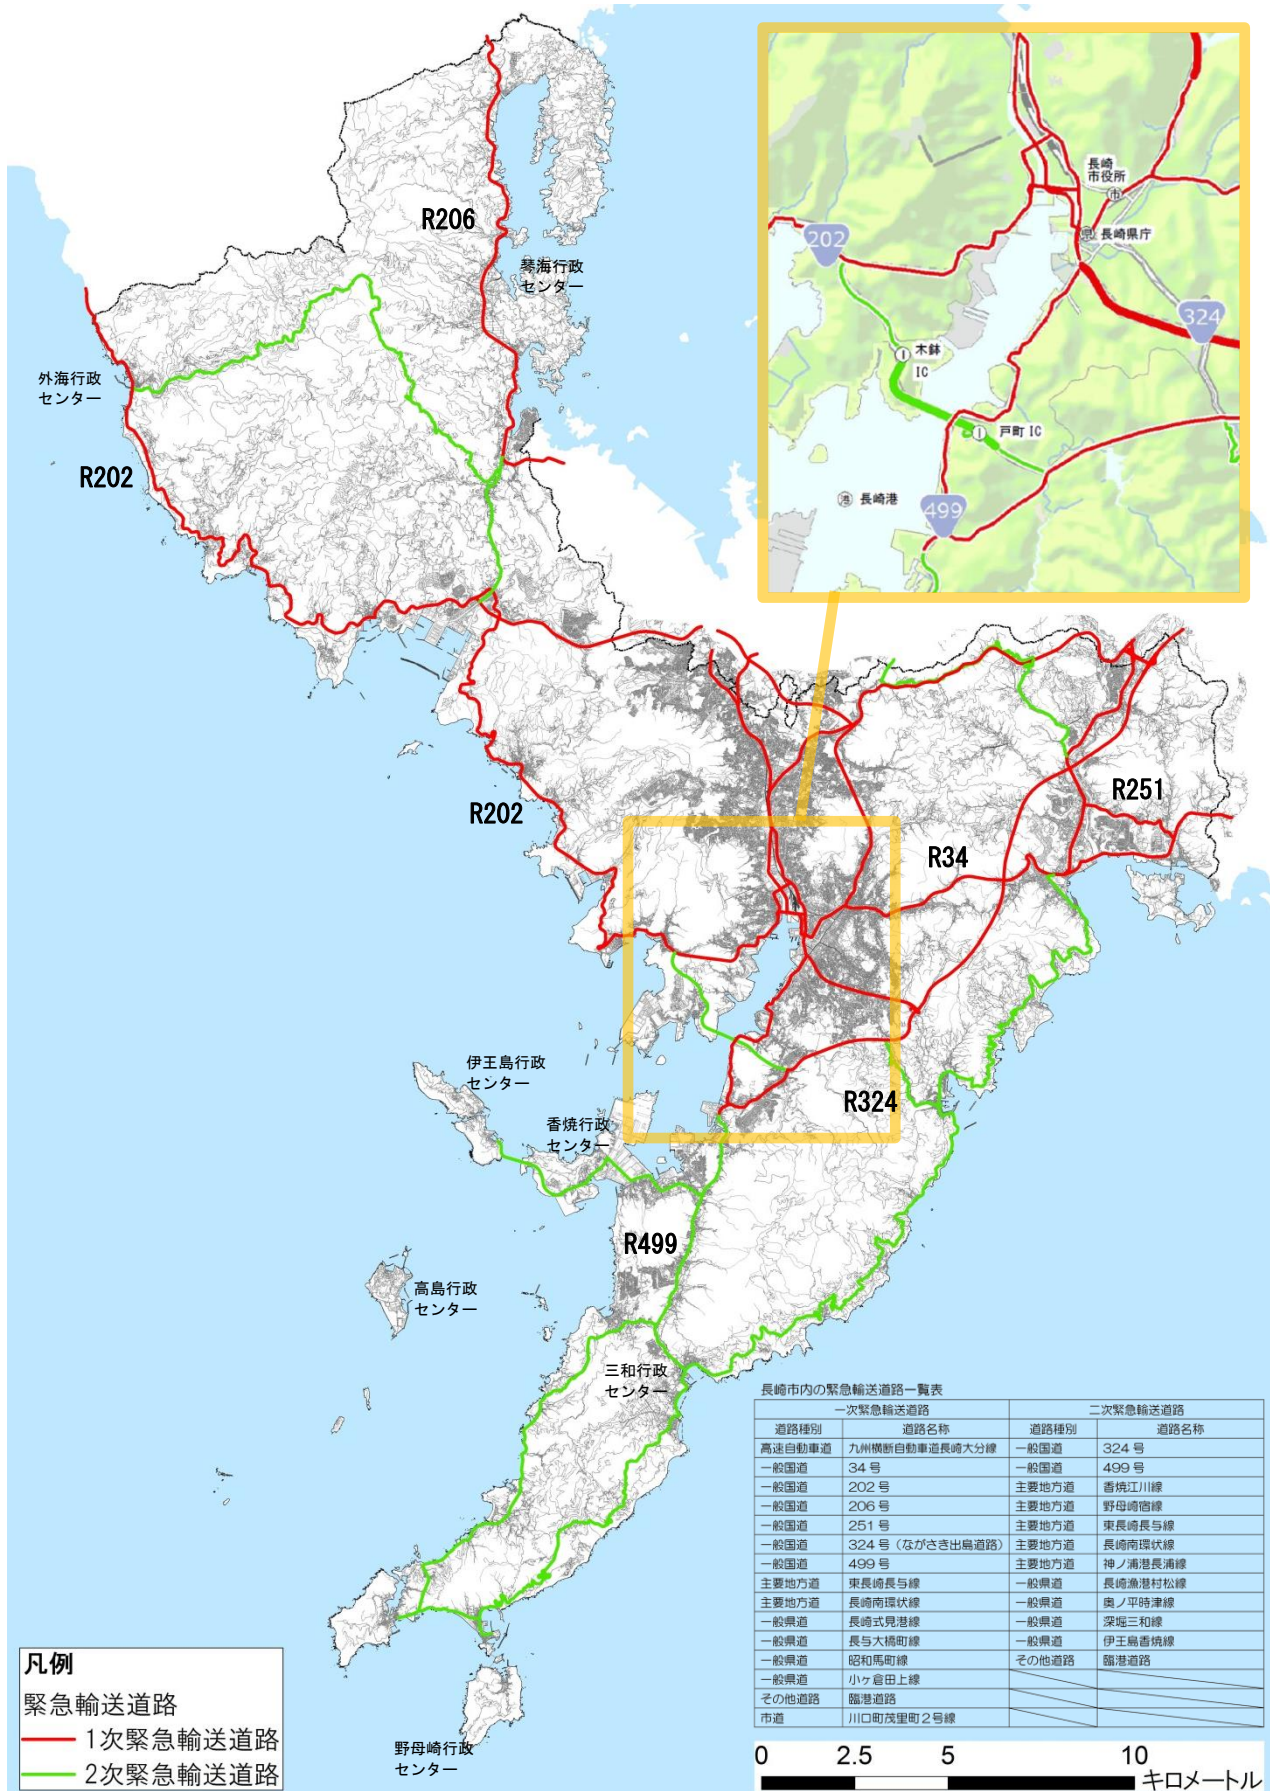 長崎
市役所
市
202
県
長崎県庁
324
木鉢
IC
戸町 IC
港
長崎港
499
R206
琴海行政
センター
外海行政
センター
R202
R251
R202
R34
伊王島行政
センター
R324
香焼行政
センター
R499
高島行政
センター
三和行政
センター
長崎市内の緊急輸送道路一覧表
一次緊急輸送道路 二次緊急輸送道路
道路種別 道路名称 道路種別 道路名称
高速自動車道 九州横断自動車道長崎大分線 一般国道 324 号
一般国道 34 号 一般国道 499 号
一般国道 202 号 主要地方道 香焼江川線
一般国道 206 号 主要地方道 野母崎宿線
一般国道 251 号 主要地方道 東長崎長与線
一般国道 324 号（ながさき出島道路） 主要地方道 長崎南環状線
一般国道 499 号 主要地方道 神ノ浦港長浦線
主要地方道 東長崎長与線 一般県道 長崎漁港村松線
主要地方道 長崎南環状線 一般県道 奥ノ平時津線
一般県道 長崎式見港線 一般県道 深堀三和線
一般県道 長与大橋町線 一般県道 伊王島香焼線
一般県道 昭和馬町線 その他道路 臨港道路
一般県道 小ヶ倉田上線
その他道路 臨港道路
市道 川口町茂里町２号線
凡例
緊急輸送道路
1次緊急輸送道路
2次緊急輸送道路
野母崎行政
センター
0 2.5 5 10
キロメートル